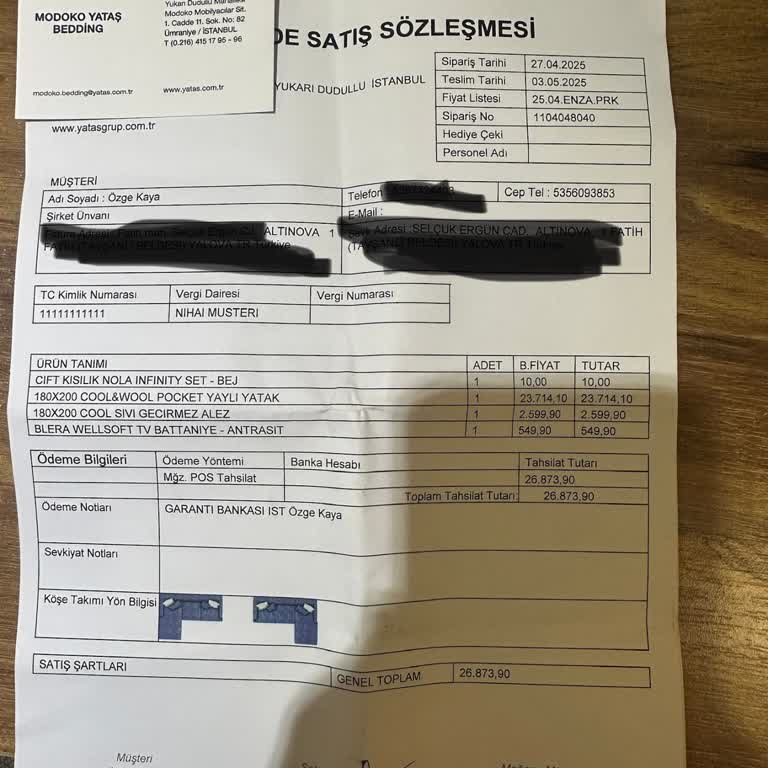 MODOKO YATAŞ
BEDDING
modoko.bedding@yatas.com.tr
Yukarı Dudullu Mahallesi
Modoko Mobilyacılar Sit.
1. Cadde 11. Sok. No: 82
Ümraniye / İSTANBUL
T (0.216) 415 17 95 - 96
www.yatas.com.tr
DE SATIŞ SÖZLEŞMESİ
YUKARI DUDULLU İSTANBUL
www.yatasgrup.com.tr
Sipariş Tarihi 27.04.2025
Teslim Tarihi 03.05.2025
Fiyat Listesi 25.04.ENZA.PRK
Sipariş No 1104048040
Hediye Çeki
Personel Adı
MÜŞTERİ
Adı Soyadı : Özge Kaya
Telefon
Cep Tel : 5356093853
Şirket Ünvanı
E-Mail :
ALTINOVA 1
FATİH
TC Kimlik Numarası Vergi Dairesi Vergi Numarası
11111111111 NIHAI MUSTERI
ÜRÜN TANIMI ADET B.FİYAT TUTAR
CIFT KISILIK NOLA INFINITY SET - BEJ 1 10,00 10,00
180X200 COOL&WOOL POCKET YAYLI YATAK 1 23.714,10 23.714,10
180X200 COOL SIVI GECIRMEZ ALEZ 1 2.599,90 2.599,90
BLERA WELLSOFT TV BATTANIYE - ANTRASIT 1 549,90 549,90
Ödeme Bilgileri Ödeme Yöntemi Banka Hesabı Tahsilat Tutarı
Mğz. POS Tahsilat 26.873,90
Toplam Tahsilat Tutarı: 26.873,90
Ödeme Notları GARANTI BANKASI IST Özge Kaya
Sevkiyat Notları
Köşe Takımı Yön Bilgisi
SATIŞ ŞARTLARI
GENEL TOPLAM 26.873,90
Müşteri